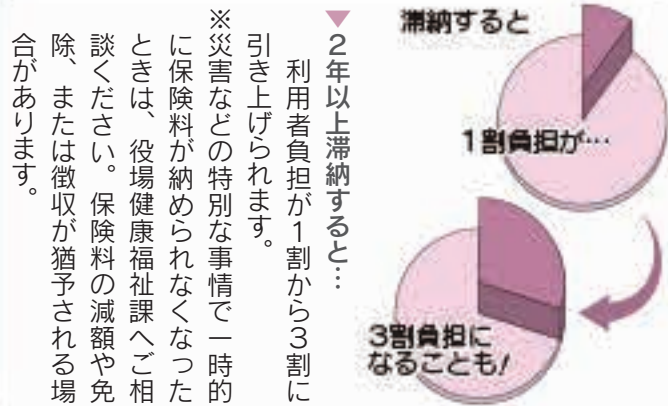 ▼2年以上滞納すると…
利用者負担が1割から3割に
引き上げられます。
※災害などの特別な事情で一時的
に保険料が納められなくなった
ときは、役場健康福祉課へご相
談ください。保険料の減額や免
除、または徴収が猶予される場
合があります。
滞納すると
1割負担が…
3割負担に
なることも!